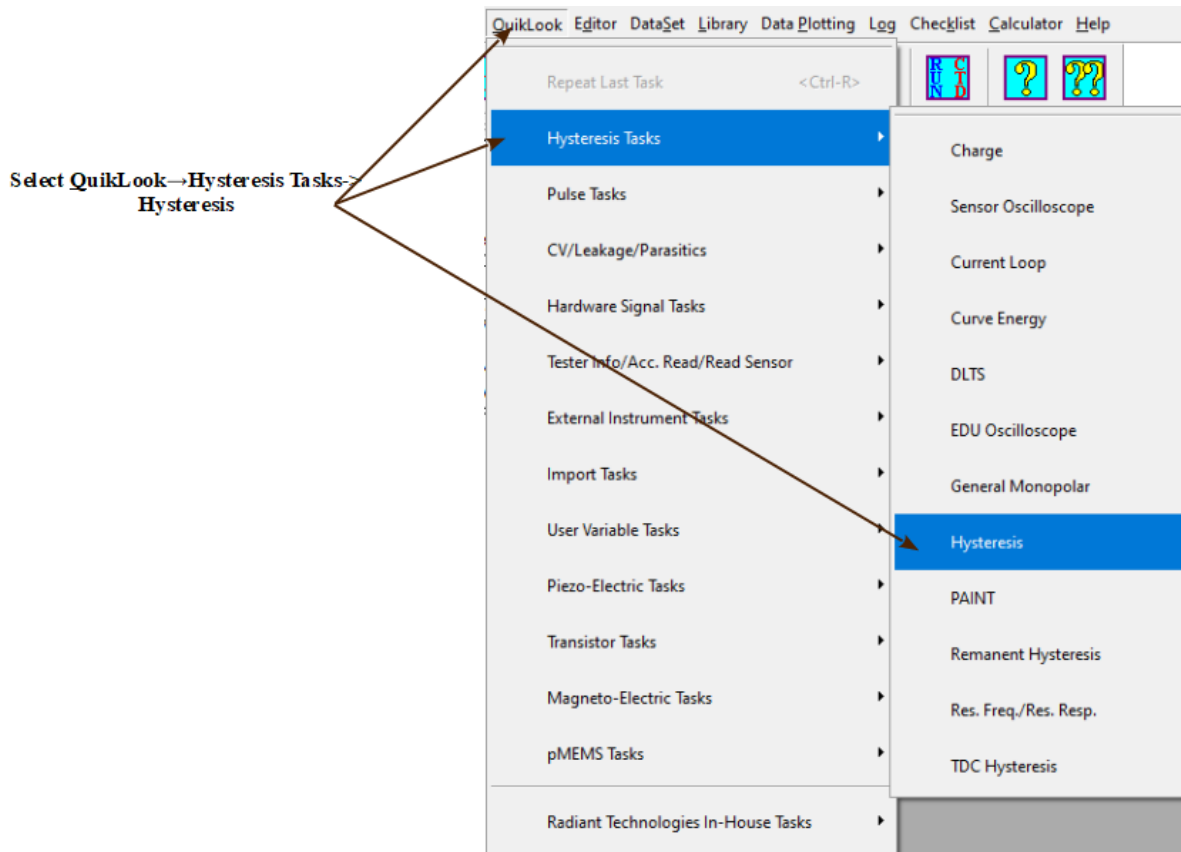 QuikLook Editor DataSet Library Data Plotting Log Checklist Calculator Help
Repeat Last Task <Ctrl-R>
RUN CTD ? ??
Hysteresis Tasks
Select QuikLook→Hysteresis Tasks->
Hysteresis
Pulse Tasks
CV/Leakage/Parasitics
Hardware Signal Tasks
Tester Info/Acc. Read/Read Sensor
External Instrument Tasks
Import Tasks
User Variable Tasks
Piezo-Electric Tasks
Transistor Tasks
Magneto-Electric Tasks
pMEMS Tasks
Radiant Technologies In-House Tasks
Charge
Sensor Oscilloscope
Current Loop
Curve Energy
DLTS
EDU Oscilloscope
General Monopolar
Hysteresis
PAINT
Remanent Hysteresis
Res. Freq./Res. Resp.
TDC Hysteresis